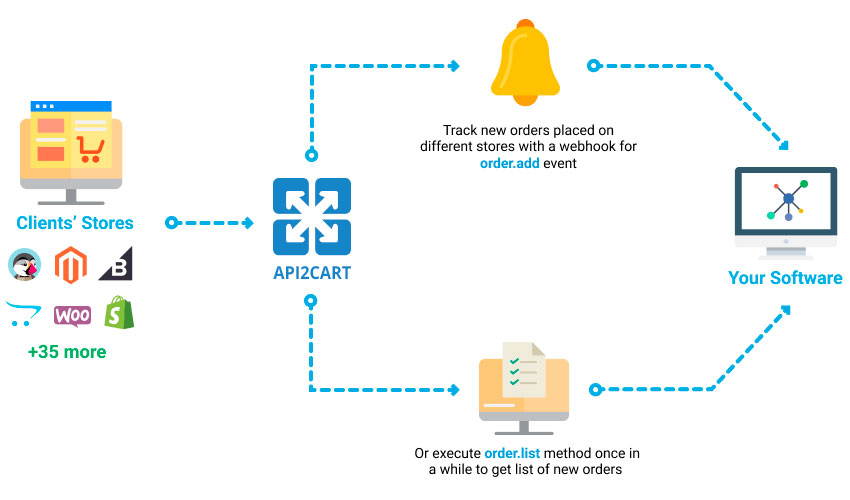 Track new orders placed on
different stores with a webhook for
order.add event
Clients’ Stores
B
WOO
S
+35 more
API2CART
Your Software
Or execute order.list method once in
a while to get list of new orders